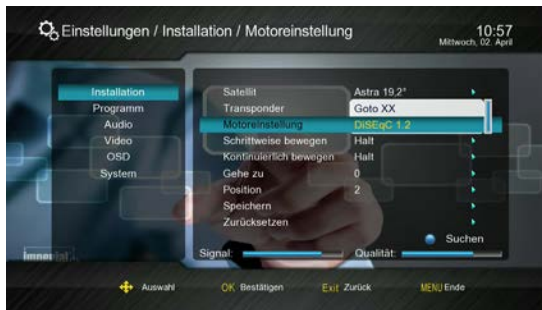 Einstellungen / Installation / Motoreinstellung
10:57
Mittwoch, 02. April
Installation
Programm
Audio
Video
OSD
System
Satellit Astra 19,2°
Transponder Goto XX
Motoreinstellung DiSEqC 1.2
Schrittweise bewegen Halt
Kontinuierlich bewegen Halt
Gehe zu 0
Position 2
Speichern
Zurücksetzen
Suchen
imperial
Signal: Qualität:
Auswahl OK Bestätigen Exit Zurück MENU Ende